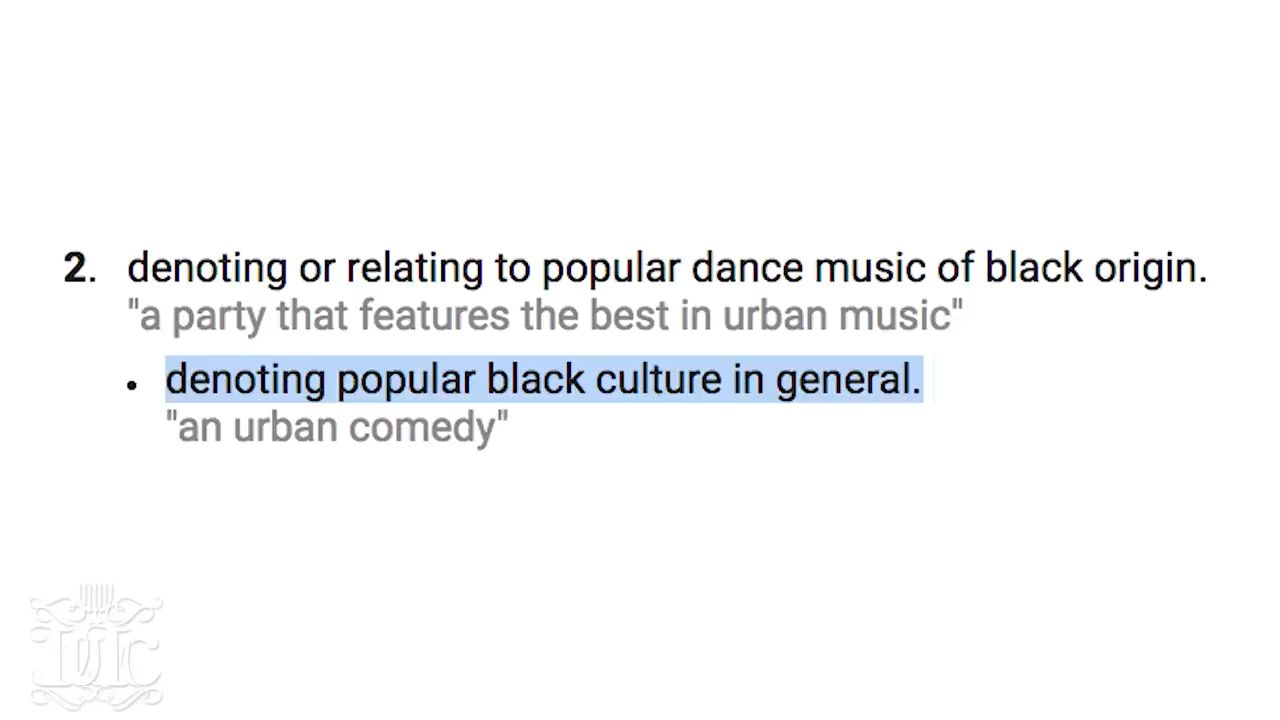 2. denoting or relating to popular dance music of black origin.
"a party that features the best in urban music"
• denoting popular black culture in general.
"an urban comedy"
IUIC